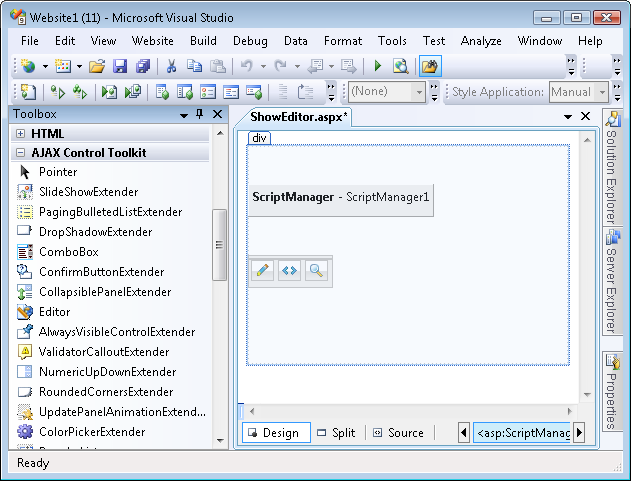 Website1 (11) - Microsoft Visual Studio
File Edit View Website Build Debug Data Format Tools Test Analyze Window Help
(None) Style Application: Manual
Toolbox
HTML
AJAX Control Toolkit
Pointer
SlideShowExtender
PagingBulletedListExtender
DropShadowExtender
ComboBox
ConfirmButtonExtender
CollapsiblePanelExtender
Editor
AlwaysVisibleControlExtender
ValidatorCalloutExtender
NumericUpDownExtender
RoundedCornersExtender
UpdatePanelAnimationExtend...
ColorPickerExtender
ShowEditor.aspx*
div
ScriptManager - ScriptManager1
Design Split Source <asp:ScriptManag
Solution Explorer
Server Explorer
Properties
Ready